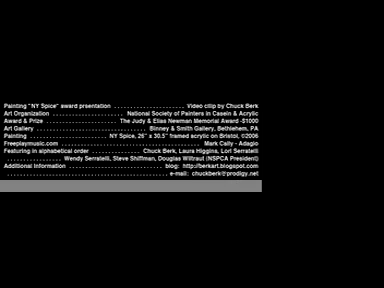 Painting "NY Spice" award prsentation ........................ Video cllip by Chuck Berk
Art Organization ........................ National Society of Painters in Casein & Acrylic
Award & Prize ........................ The Judy & Elias Newman Memorial Award -$1000
Art Gallery ........................ Binney & Smith Gallery, Bethlehem, PA
Painting ........................ NY Spice, 26" x 30.5" framed acrylic on Bristol, ©2006
Freeplaymusic.com ........................ Mark Cally - Adagio
Featuring in alphabetical order ............... Chuck Berk, Laura Higgins, Lori Serratelli
................. Wendy Serratelli, Steve Shiffman, Douglas Wiltraut (NSPCA President)
Additional Information ........................ blog: http://berkart.blogspot.com
........................ e-mail: chuckberk@prodigy.net